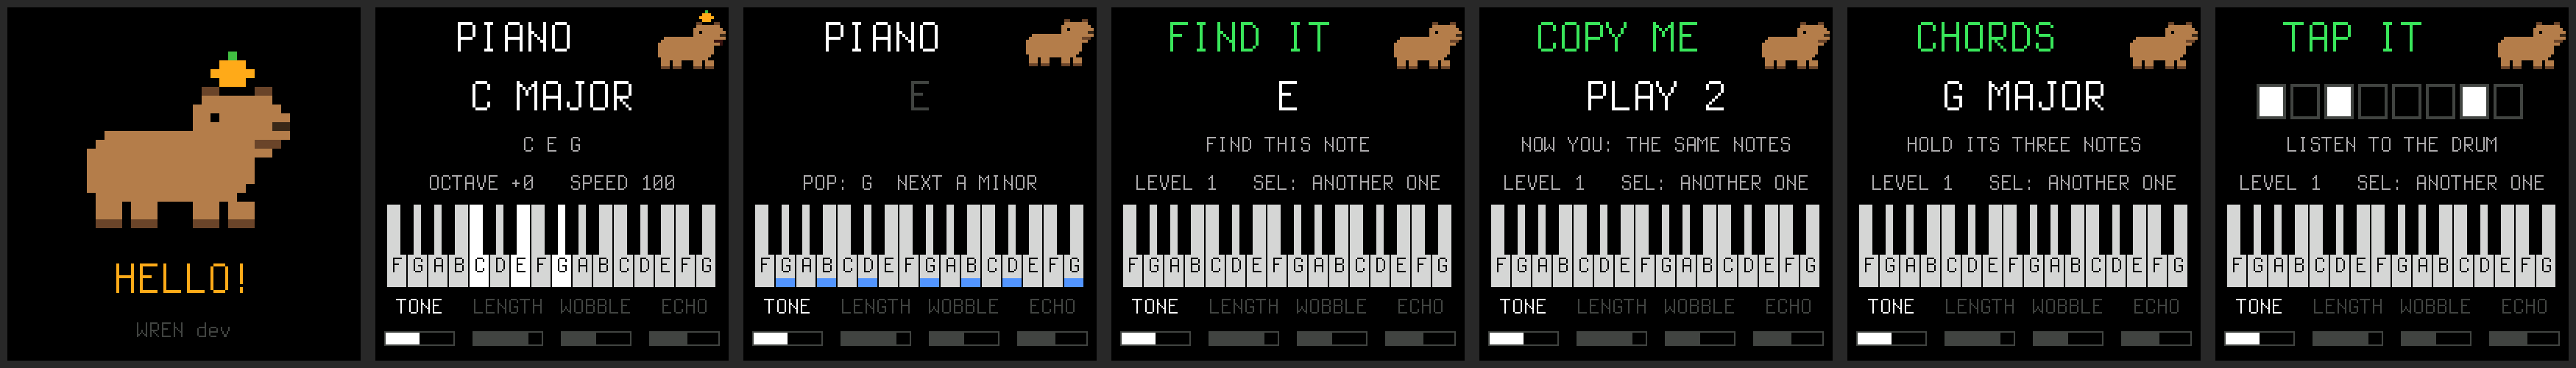 HELLO!
WREN dev
PIANO
C MAJOR
C E G
OCTAVE +0 SPEED 100
F G A B C D E F G A B C D E F G
TONE LENGTH WOBBLE ECHO
PIANO
E
POP: G NEXT A MINOR
F G A B C D E F G A B C D E F G
TONE LENGTH WOBBLE ECHO
FIND IT
E
FIND THIS NOTE
LEVEL 1 SEL: ANOTHER ONE
F G A B C D E F G A B C D E F G
TONE LENGTH WOBBLE ECHO
COPY ME
PLAY 2
NOW YOU: THE SAME NOTES
LEVEL 1 SEL: ANOTHER ONE
F G A B C D E F G A B C D E F G
TONE LENGTH WOBBLE ECHO
CHORDS
G MAJOR
HOLD ITS THREE NOTES
LEVEL 1 SEL: ANOTHER ONE
F G A B C D E F G A B C D E F G
TONE LENGTH WOBBLE ECHO
TAP IT
LISTEN TO THE DRUM
LEVEL 1 SEL: ANOTHER ONE
F G A B C D E F G A B C D E F G
TONE LENGTH WOBBLE ECHO